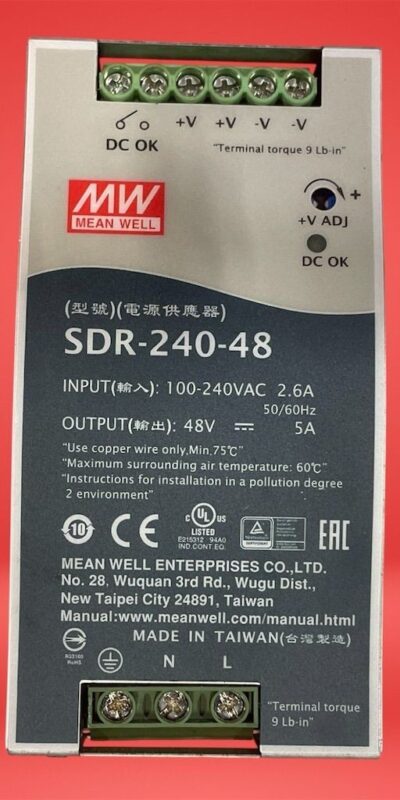 +V +V -V -V
DC OK
"Terminal torque 9 Lb-in"
MW
MEAN WELL
+
+V ADJ
DC OK
(型號)(電源供應器)
SDR-240-48
INPUT(輸入): 100-240VAC 2.6A
50/60Hz
OUTPUT(輸出): 48V ⎓ 5A
"Use copper wire only,Min.75℃"
"Maximum surrounding air temperature: 60℃"
"Instructions for installation in a pollution degree
2 environment"
10
CE
c UL us
LISTED
E215312 94A0
IND.CONT.EQ.
EAC
MEAN WELL ENTERPRISES CO.,LTD.
No. 28, Wuquan 3rd Rd., Wugu Dist.,
New Taipei City 24891, Taiwan
Manual:www.meanwell.com/manual.html
MADE IN TAIWAN(台灣製造)
RoHS
N L
"Terminal torque
9 Lb-in"